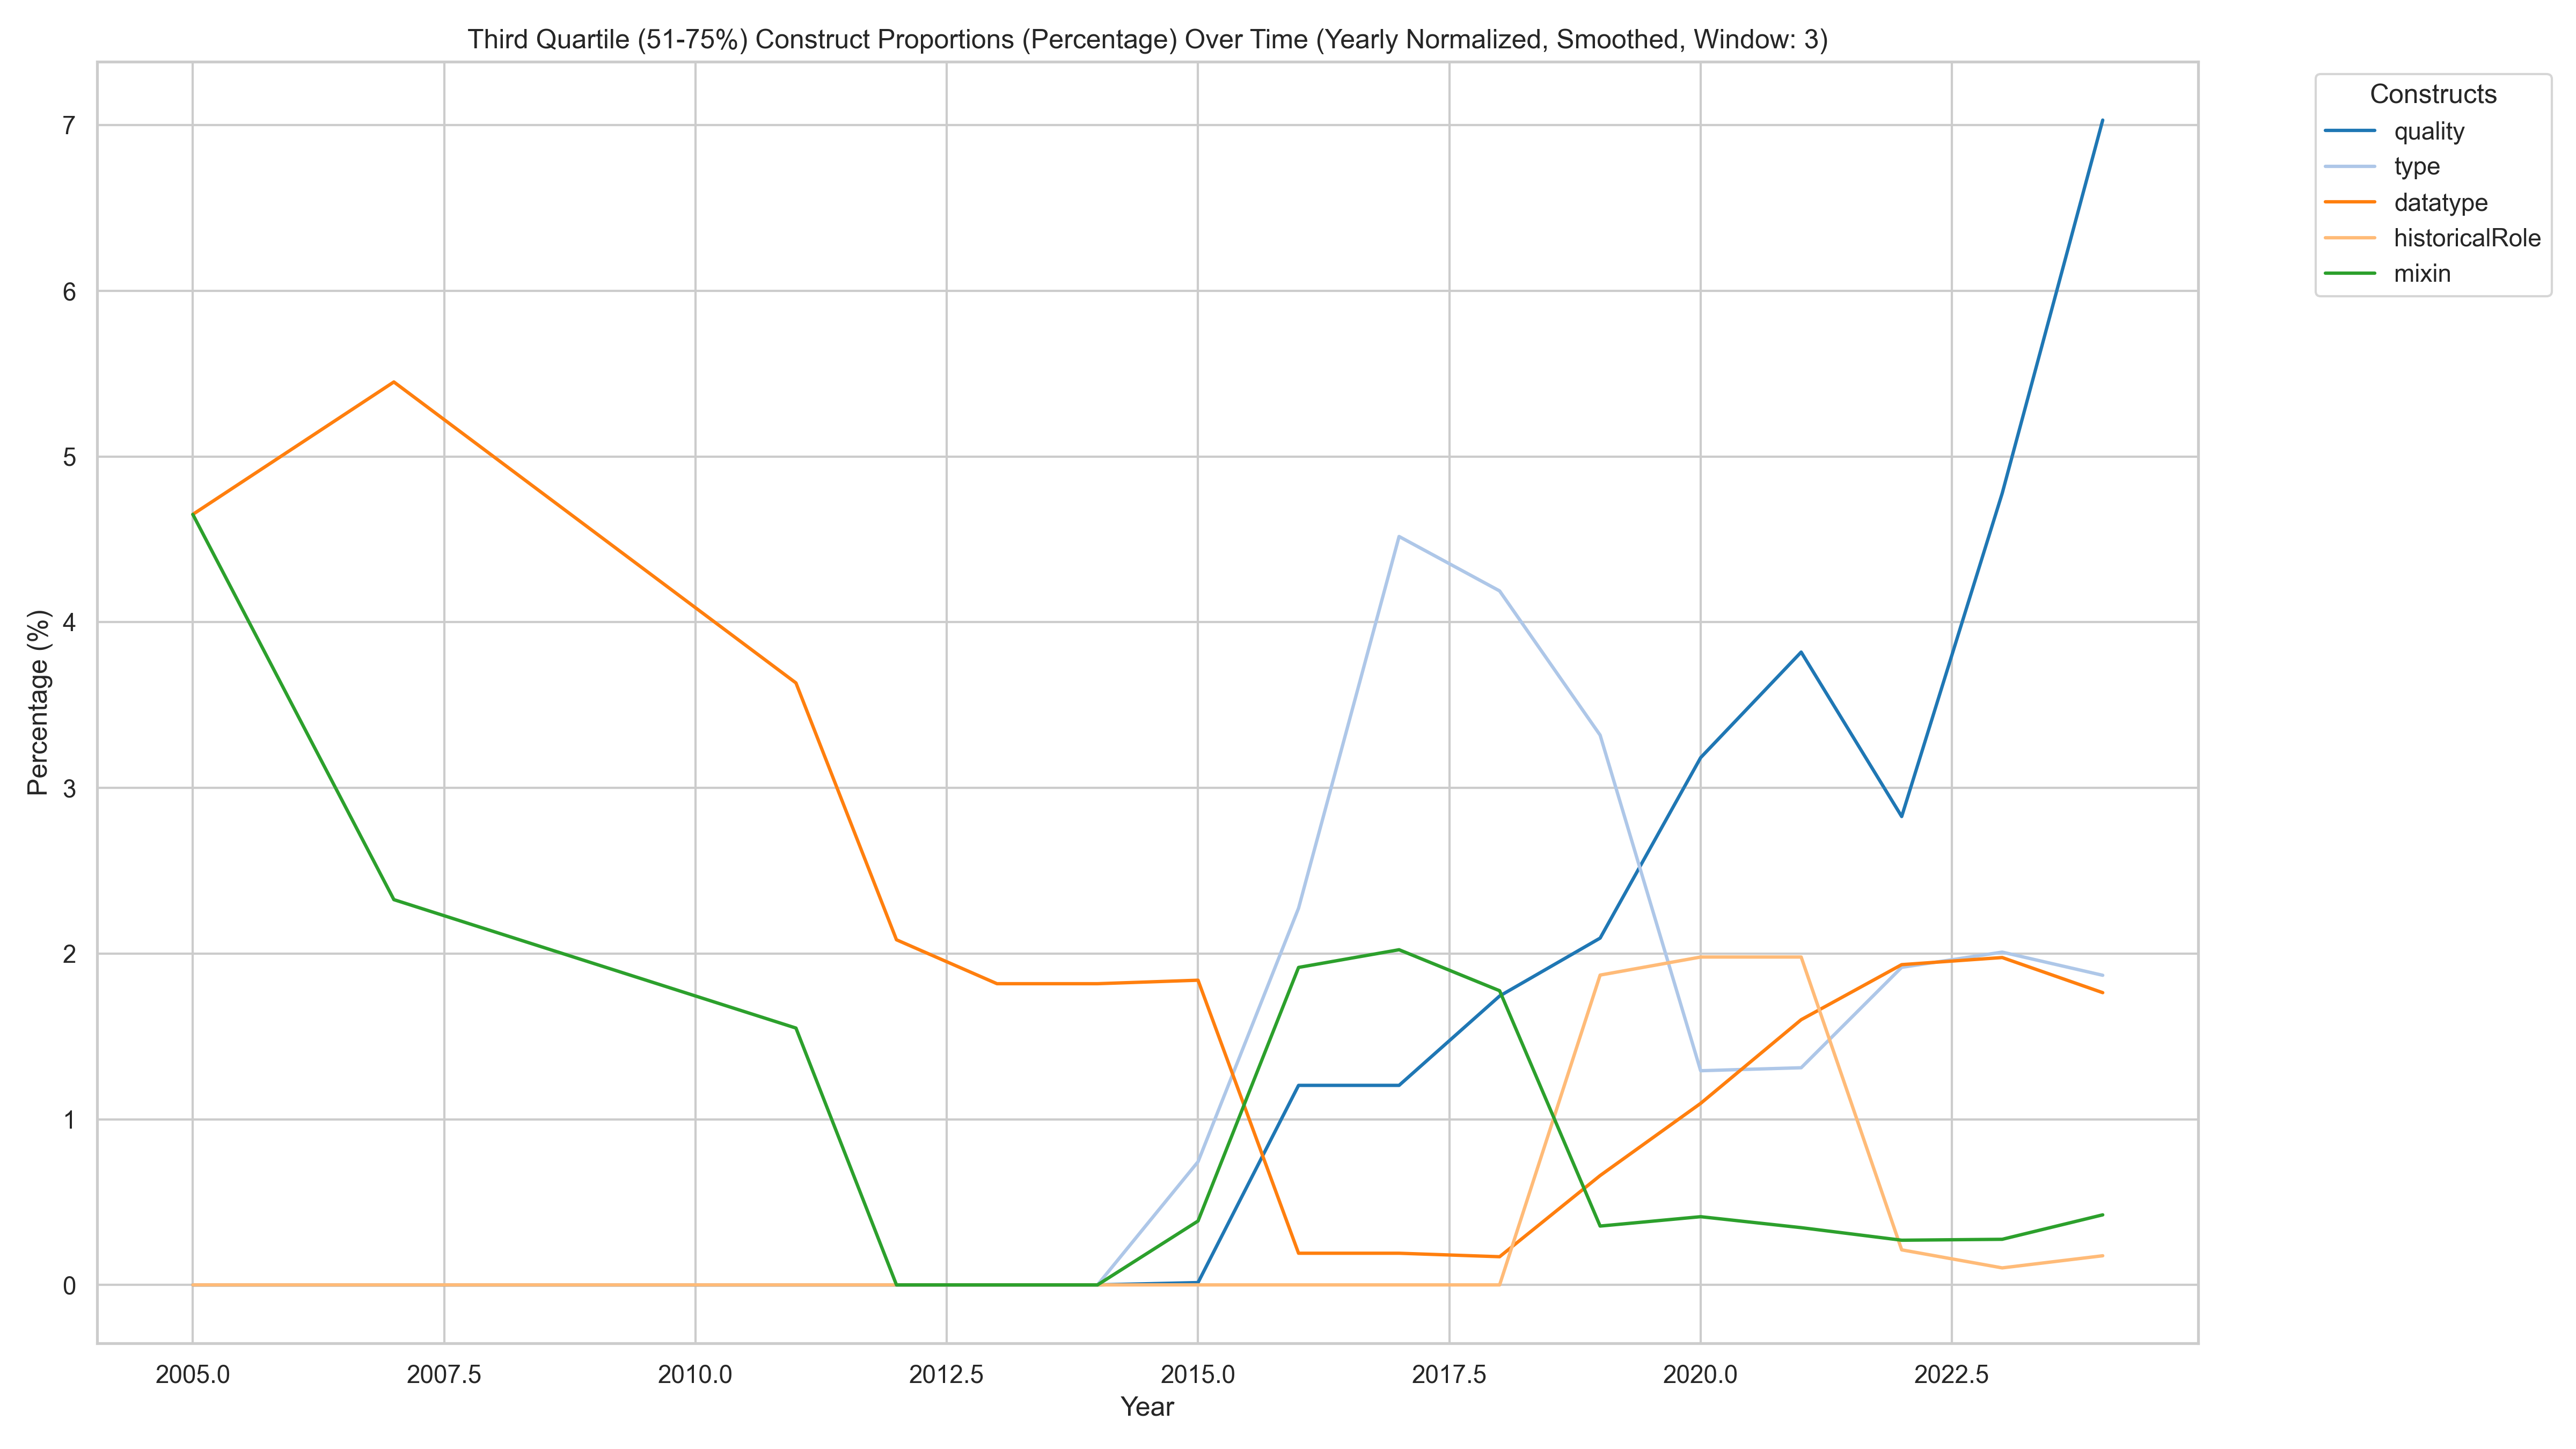 Third Quartile (51-75%) Construct Proportions (Percentage) Over Time (Yearly Normalized, Smoothed, Window: 3)
Constructs
quality
type
datatype
historicalRole
mixin
Percentage (%)
7
6
5
4
3
2
1
0
2005.0 2007.5 2010.0 2012.5 2015.0 2017.5 2020.0 2022.5
Year